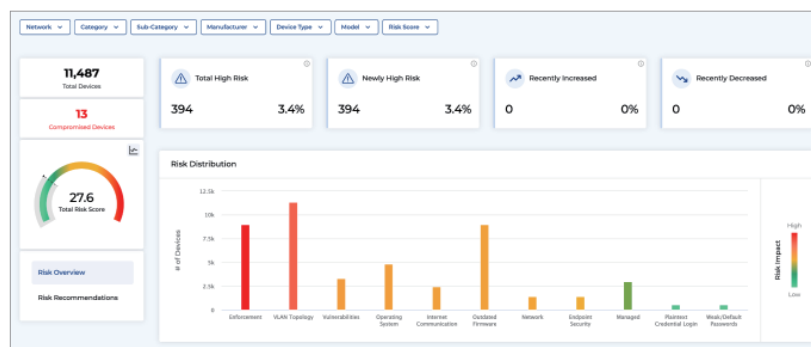 Network Category Sub-Category Manufacturer Device Type Model Risk Score
11,487
Total Devices
13
Compromised Devices
27.6
Total Risk Score
Risk Overview
Risk Recommendations
Total High Risk
394 3.4%
Newly High Risk
394 3.4%
Recently Increased
0 0%
Recently Decreased
0 0%
Risk Distribution
# of Devices
12.5k
10k
7.5k
5k
2.5k
0
Enforcement
VLAN Topology
Vulnerabilities
Operating
System
Internet
Communication
Outdated
Firmware
Network
Endpoint
Security
Managed
Plaintext
Credential Login
Weak/Default
Passwords
Risk Impact
High
Low